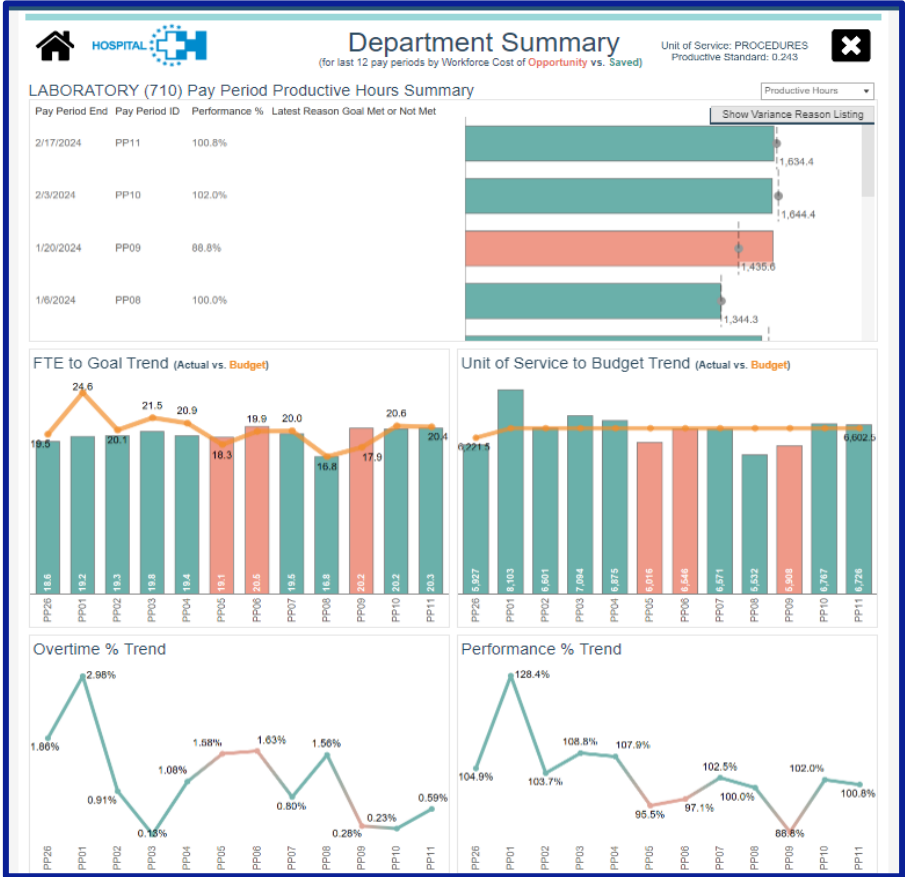 HOSPITAL
Department Summary
(for last 12 pay periods by Workforce Cost of Opportunity vs. Saved)
Unit of Service: PROCEDURES
Productive Standard: 0.243
LABORATORY (710) Pay Period Productive Hours Summary
Productive Hours
Pay Period End Pay Period ID Performance % Latest Reason Goal Met or Not Met
Show Variance Reason Listing
2/17/2024 PP11 100.8% 1,634.4
2/3/2024 PP10 102.0% 1,644.4
1/20/2024 PP09 88.8% 1,435.6
1/6/2024 PP08 100.0% 1,344.3
FTE to Goal Trend (Actual vs. Budget)
19.5 24.6 20.1 21.5 20.9 18.3 19.9 20.0 16.8 17.9 20.6 20.4
18.6 19.2 19.3 19.8 19.4 19.1 20.5 19.5 16.8 20.2 20.2 20.3
PP26 PP01 PP02 PP03 PP04 PP05 PP06 PP07 PP08 PP09 PP10 PP11
Unit of Service to Budget Trend (Actual vs. Budget)
6,221.5 6,602.5
5,927 8,103 6,601 7,094 6,875 6,016 6,546 6,571 5,532 5,908 6,767 6,726
PP26 PP01 PP02 PP03 PP04 PP05 PP06 PP07 PP08 PP09 PP10 PP11
Overtime % Trend
1.86% 2.98% 0.91% 0.13% 1.08% 1.58% 1.63% 0.80% 1.56% 0.28% 0.23% 0.59%
PP26 PP01 PP02 PP03 PP04 PP05 PP06 PP07 PP08 PP09 PP10 PP11
Performance % Trend
104.9% 128.4% 103.7% 108.8% 107.9% 95.5% 97.1% 102.5% 100.0% 88.8% 102.0% 100.8%
PP26 PP01 PP02 PP03 PP04 PP05 PP06 PP07 PP08 PP09 PP10 PP11